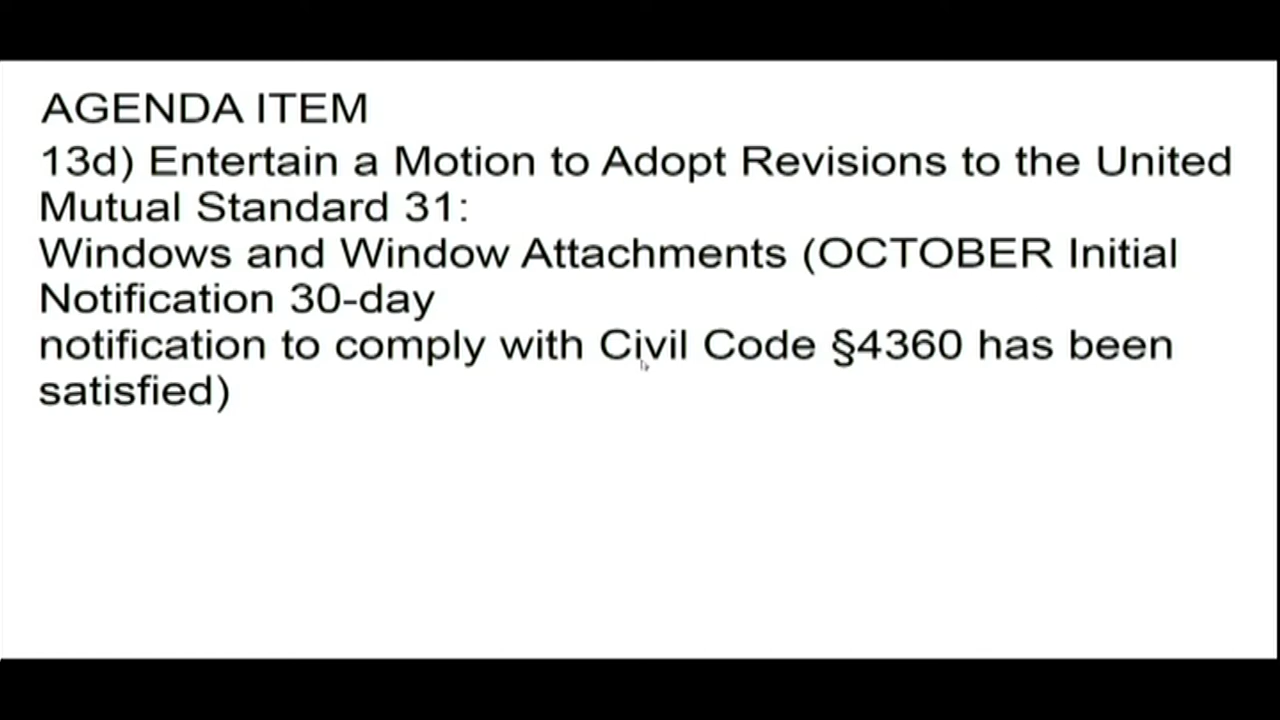 AGENDA ITEM
13d) Entertain a Motion to Adopt Revisions to the United
Mutual Standard 31:
Windows and Window Attachments (OCTOBER Initial
Notification 30-day
notification to comply with Civil Code §4360 has been
satisfied)